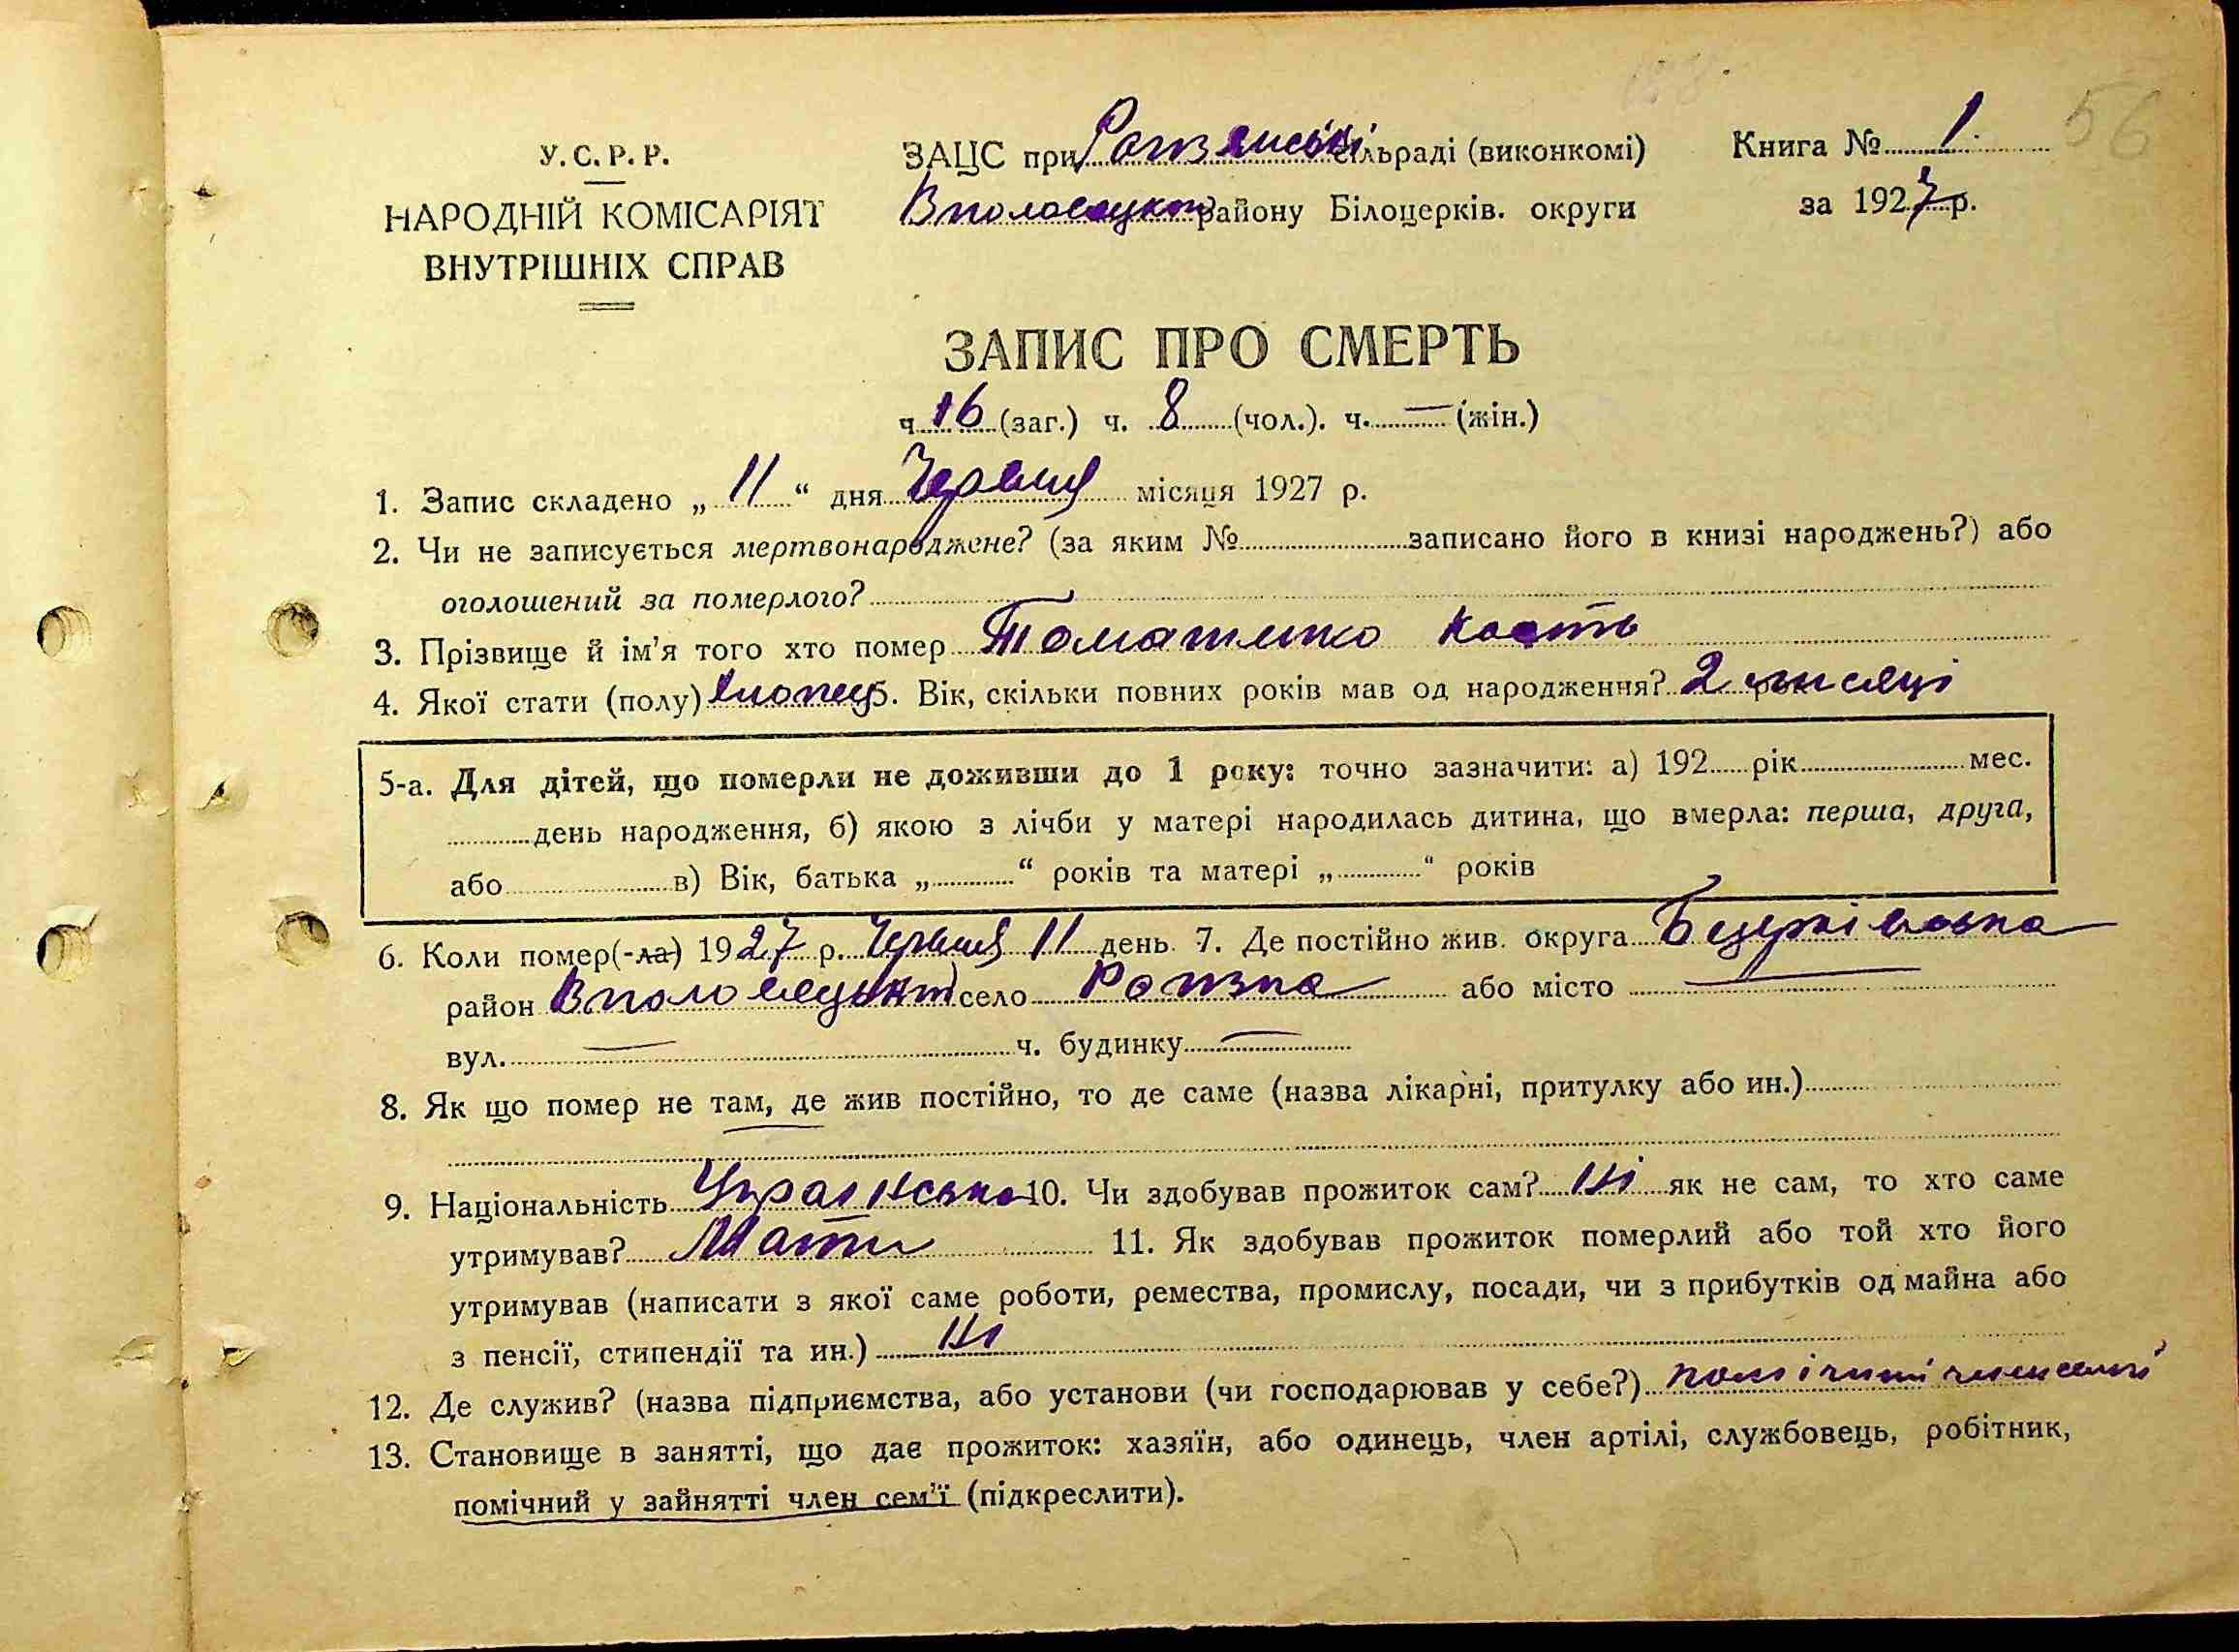 56
У. С. Р. Р.
НАРОДНІЙ КОМІСАРІЯТ
ВНУТРІШНІХ СПРАВ
ЗАЦС при сільраді (виконкомі)
району Білоцерків. округи
Книга № 1
за 1927 р.
ЗАПИС ПРО СМЕРТЬ
ч 16 (заг.) ч. 8 (чол.). ч. — (жін.)
1. Запис складено „ 11 “ дня Червня місяця 1927 р.
2. Чи не записується мертвонароджене? (за яким № записано його в книзі народжень?) або
оголошений за померлого?
3. Прізвище й ім'я того хто помер Кость
4. Якої стати (полу) хлопец 5. Вік, скільки повних років мав од народження? 2 місяці
5-а. Для дітей, що померли не доживши до 1 року: точно зазначити: а) 192 рік мес.
день народження, б) якою з лічби у матері народилась дитина, що вмерла: перша, друга,
або в) Вік, батька „ “ років та матері „ “ років
6. Коли помер(-ла) 1927 р. Червня 11 день 7. Де постійно жив. округа Бцерківська
район село або місто —
вул. — ч. будинку —
8. Як що помер не там, де жив постійно, то де саме (назва лікарні, притулку або ин.)
9. Національність 10. Чи здобував прожиток сам? ні як не сам, то хто саме
утримував? Мати 11. Як здобував прожиток померлий або той хто його
утримував (написати з якої саме роботи, ремества, промислу, посади, чи з прибутків од майна або
з пенсії, стипендії та ин.) ні
12. Де служив? (назва підприємства, або установи (чи господарював у себе?)
13. Становище в занятті, що дає прожиток: хазяїн, або одинець, член артілі, службовець, робітник,
помічний у зайнятті член сем'ї (підкреслити).